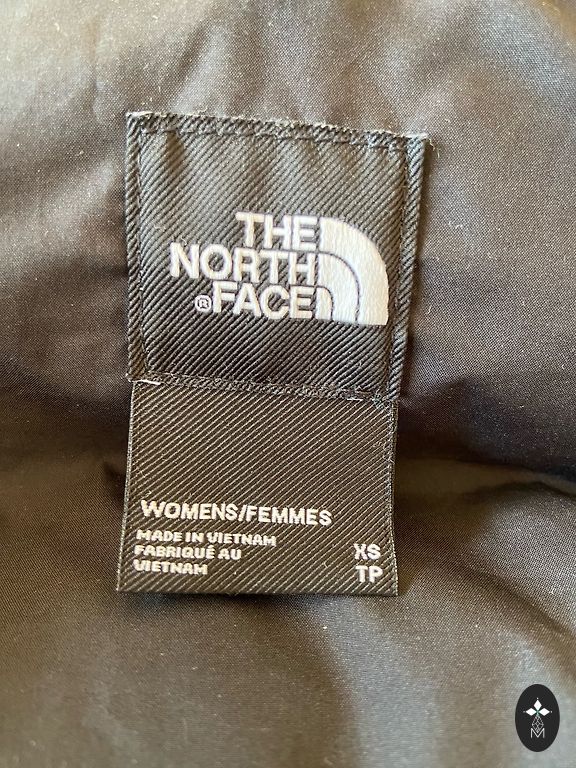 THE
NORTH
®FACE
WOMENS/FEMMES
MADE IN VIETNAM
FABRIQUÉ AU
VIETNAM
XS
TP
M